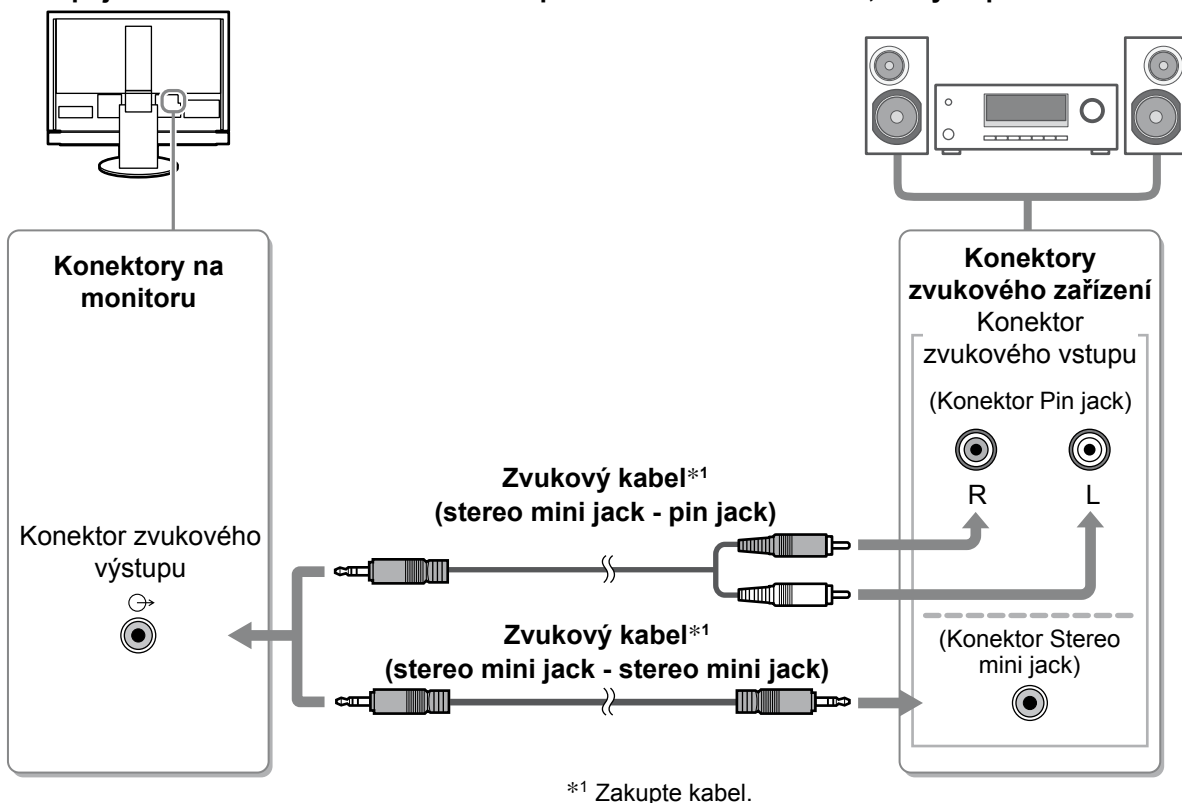 Konektory na
monitoru
Konektor zvukového
výstupu
Zvukový kabel*1
(stereo mini jack - pin jack)
Zvukový kabel*1
(stereo mini jack - stereo mini jack)
Konektory
zvukového zařízení
Konektor
zvukového vstupu
(Konektor Pin jack)
R L
(Konektor Stereo
mini jack)
*1 Zakupte kabel.